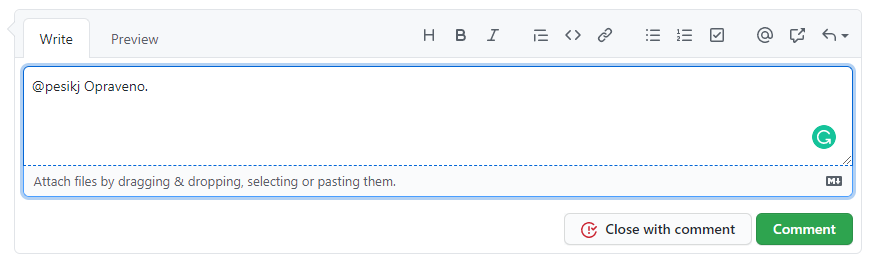 Write Preview
@pesikj Opraveno.
Attach files by dragging & dropping, selecting or pasting them.
Close with comment Comment